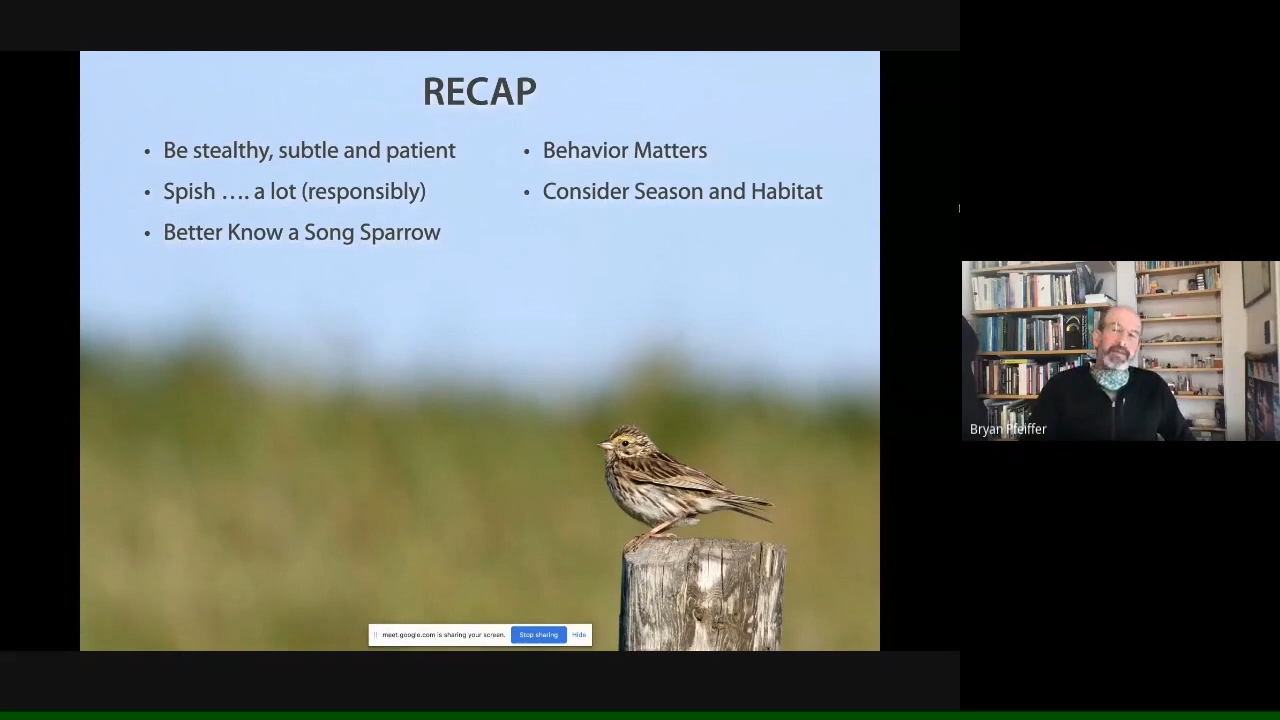 RECAP
• Be stealthy, subtle and patient
• Spish …. a lot (responsibly)
• Better Know a Song Sparrow
• Behavior Matters
• Consider Season and Habitat
Bryan Pfeiffer
meet.google.com is sharing your screen. Stop sharing Hide